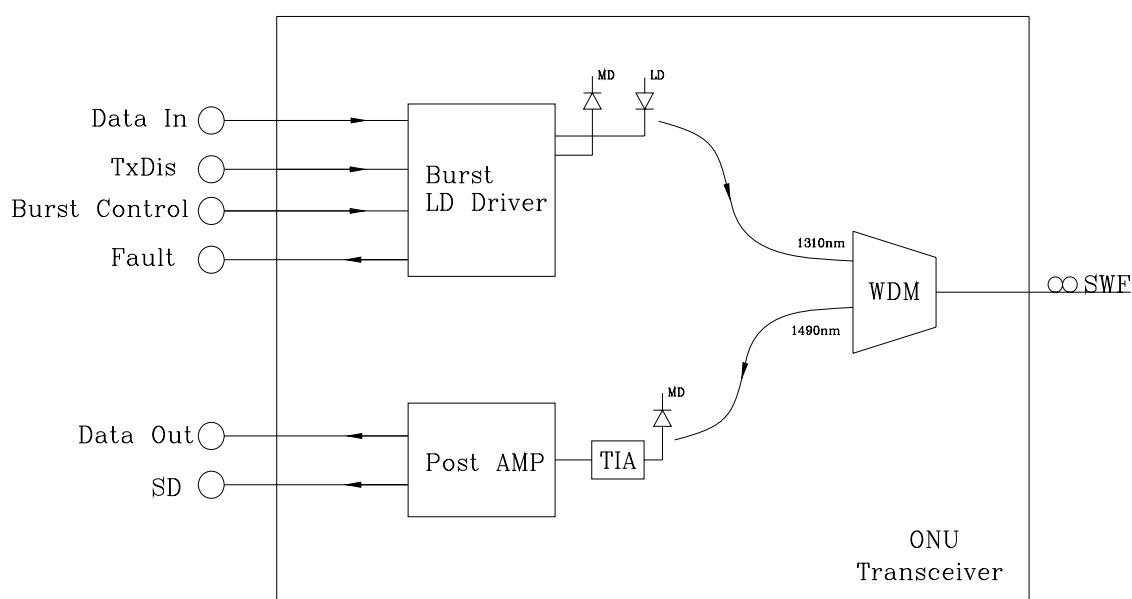 MD
LD
Data In
TxDis
Burst Control
Fault
Burst
LD Driver
1310nm
WDM
SWF
1490nm
MD
Data Out
SD
Post AMP
TIA
ONU
Transceiver